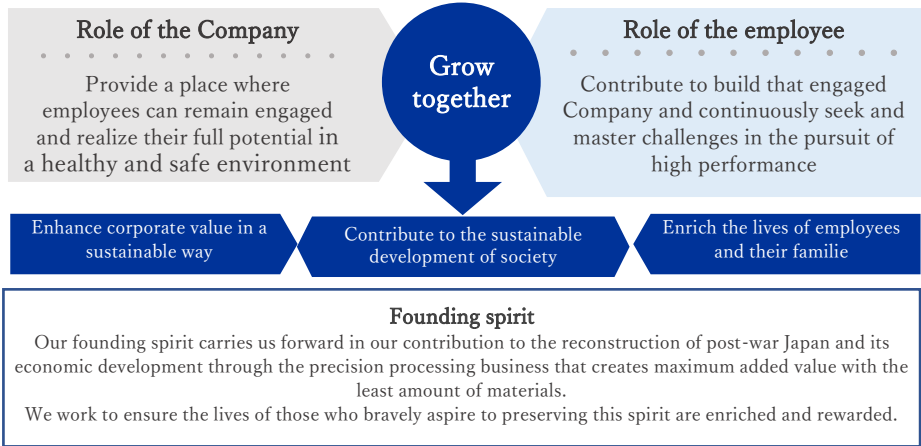 Role of the Company
Provide a place where
employees can remain engaged
and realize their full potential in
a healthy and safe environment
Grow
together
Role of the employee
Contribute to build that engaged
Company and continuously seek and
master challenges in the pursuit of
high performance
Enhance corporate value in a
sustainable way
Contribute to the sustainable
development of society
Enrich the lives of employees
and their familie
Founding spirit
Our founding spirit carries us forward in our contribution to the reconstruction of post-war Japan and its
economic development through the precision processing business that creates maximum added value with the
least amount of materials.
We work to ensure the lives of those who bravely aspire to preserving this spirit are enriched and rewarded.